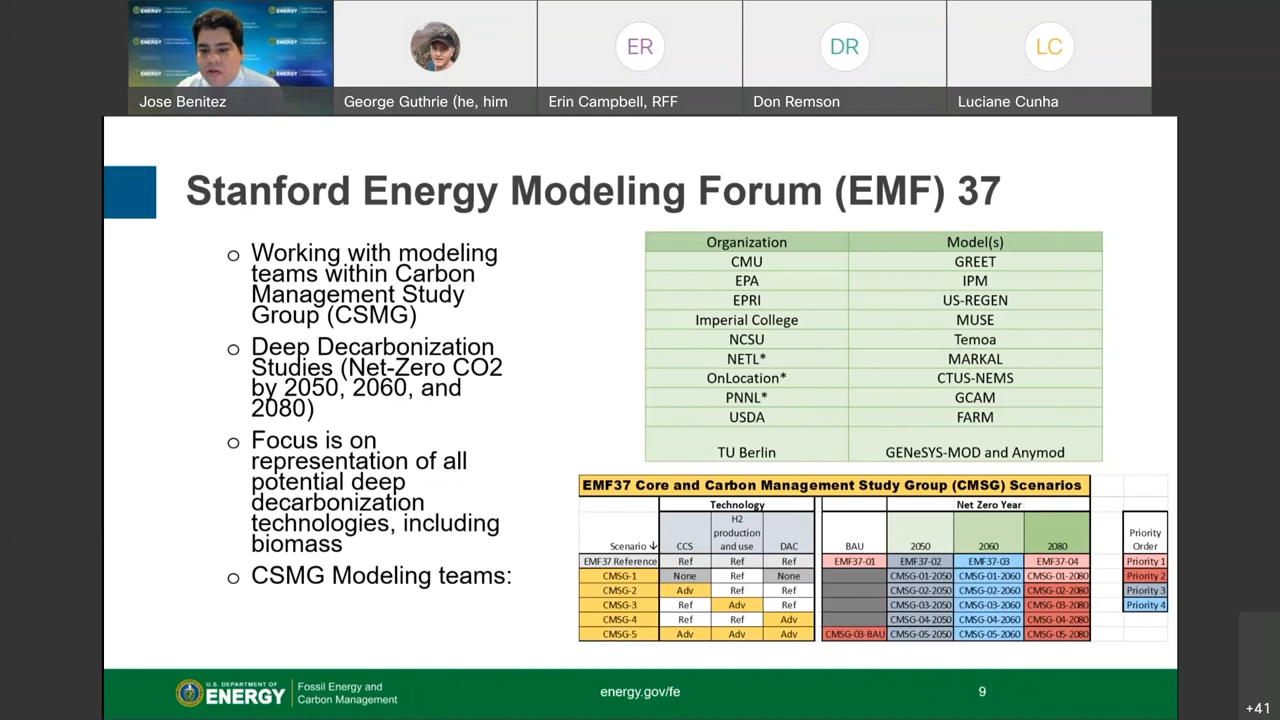 ENERGY
ENERGY
ENERGY
ENERGY
ER
DR
LC
Jose Benitez
George Guthrie (he, him
Erin Campbell, RFF
Don Remson
Luciane Cunha
Stanford Energy Modeling Forum (EMF) 37
o Working with modeling
teams within Carbon
Management Study
Group (CSMG)
o Deep Decarbonization
Studies (Net-Zero CO2
by 2050, 2060, and
2080)
o Focus is on
representation of all
potential deep
decarbonization
technologies, including
biomass
o CSMG Modeling teams:
Organization Model(s)
CMU GREET
EPA IPM
EPRI US-REGEN
Imperial College MUSE
NCSU Temoa
NETL* MARKAL
OnLocation* CTUS-NEMS
PNNL* GCAM
USDA FARM
TU Berlin GENeSYS-MOD and Anymod
EMF37 Core and Carbon Management Study Group (CMSG) Scenarios
Technology Net Zero Year
H2
production Priority
Scenario ↓ CCS and use DAC BAU 2050 2060 2080 Order
EMF37 Reference Ref Ref Ref EMF37-01 EMF37-02 EMF37-03 EMF37-04 Priority 1
CMSG-1 None Ref None CMSG-01-2050 CMSG-01-2060 CMSG-01-2080 Priority 2
CMSG-2 Adv Ref Ref CMSG-02-2050 CMSG-02-2060 CMSG-02-2080 Priority 3
CMSG-3 Ref Adv Ref CMSG-03-2050 CMSG-03-2060 CMSG-03-2080 Priority 4
CMSG-4 Ref Ref Adv CMSG-04-2050 CMSG-04-2060 CMSG-04-2080
CMSG-5 Adv Adv Adv CMSG-03-BAU CMSG-05-2050 CMSG-05-2060 CMSG-05-2080
U.S. DEPARTMENT OF
ENERGY
Fossil Energy and
Carbon Management
energy.gov/fe
9
+41